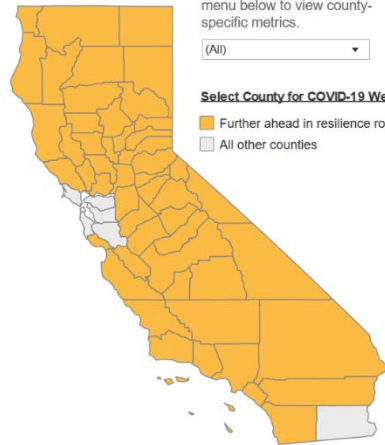 menu below to view county-
specific metrics.
(All)
Select County for COVID-19 We
Further ahead in resilience ro
All other counties